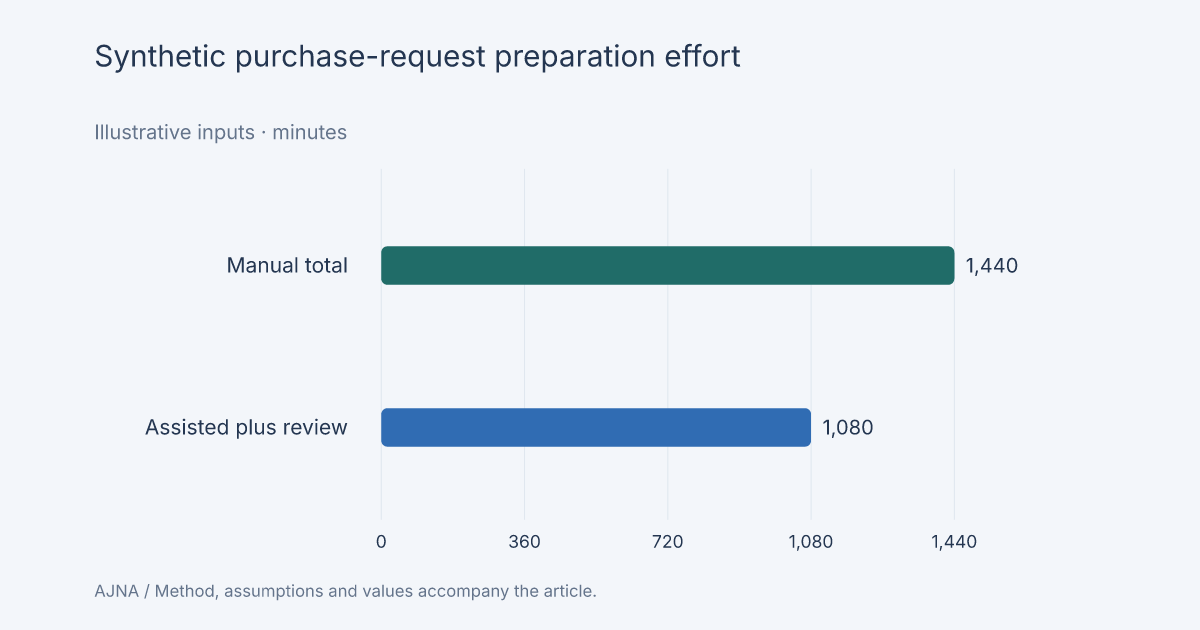 Synthetic purchase-request preparation effort
Illustrative inputs · minutes
Manual total
1,440
Assisted plus review
1,080
0 360 720 1,080 1,440
AJNA / Method, assumptions and values accompany the article.